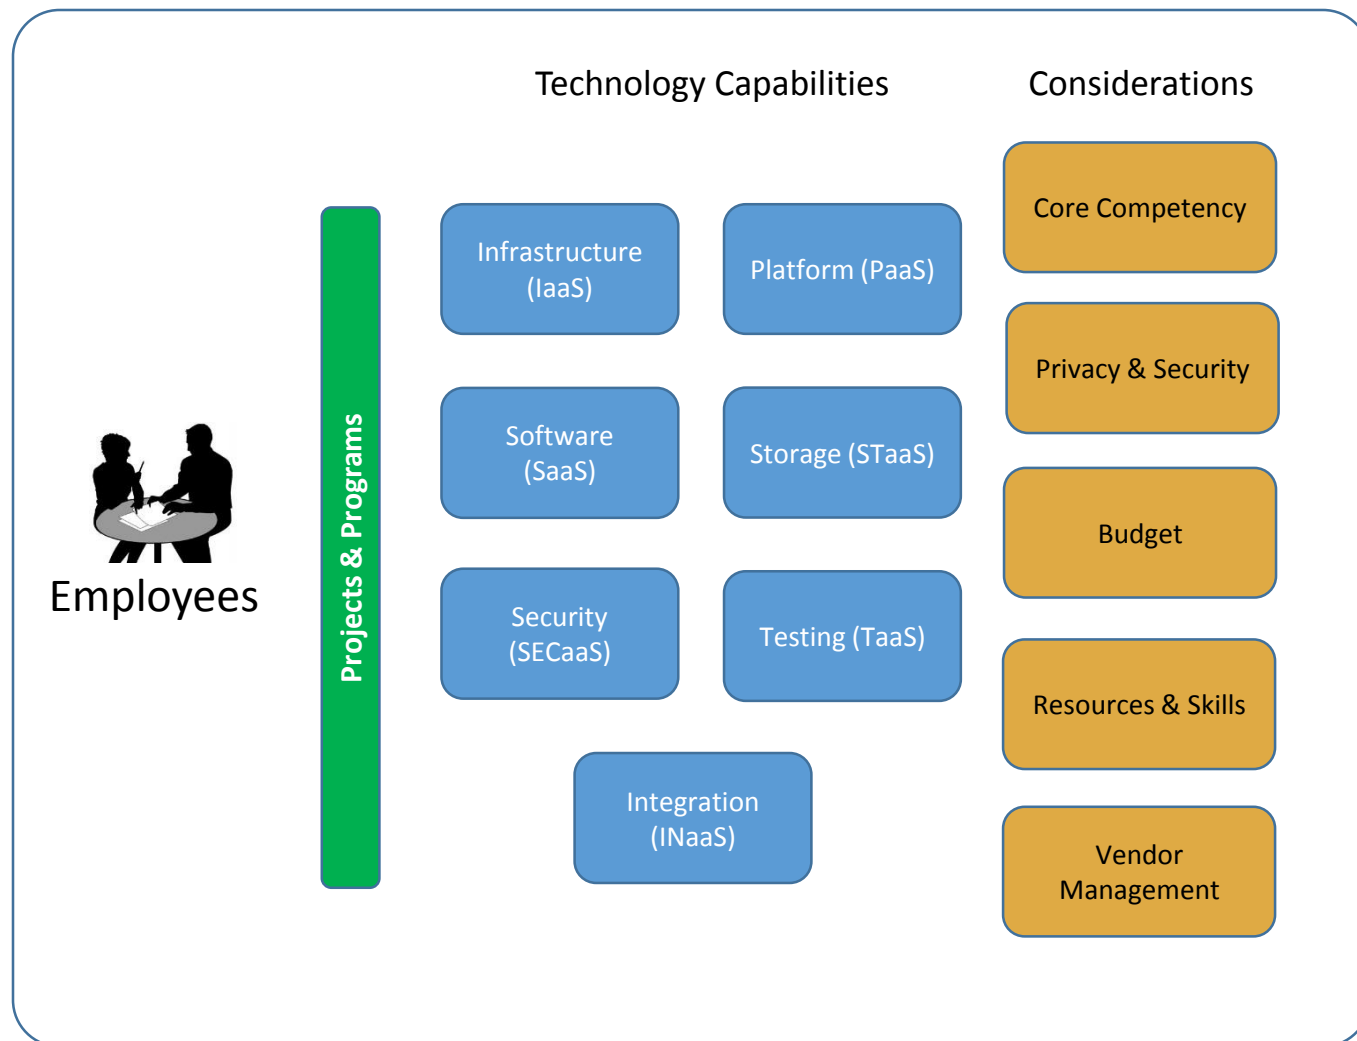 Technology Capabilities
Considerations
Employees
Projects & Programs
Infrastructure
(IaaS)
Platform (PaaS)
Software
(SaaS)
Storage (STaaS)
Security
(SECaaS)
Testing (TaaS)
Integration
(INaaS)
Core Competency
Privacy & Security
Budget
Resources & Skills
Vendor
Management